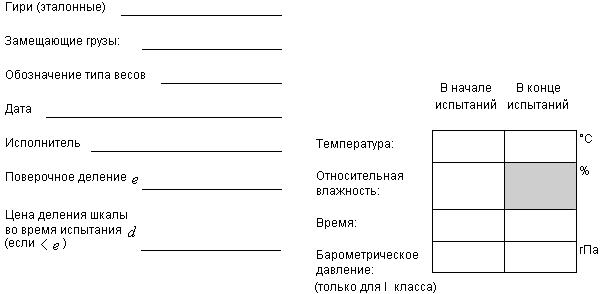 Гири (эталонные)
Замещающие грузы:
Обозначение типа весов
Дата
Исполнитель
Поверочное деление e
Цена деления шкалы
во время испытания d
(если < e )
В начале
испытаний
В конце
испытаний
Температура:
°C
Относительная
влажность:
%
Время:
Барометрическое
давление:
гПа
(только для I класса)